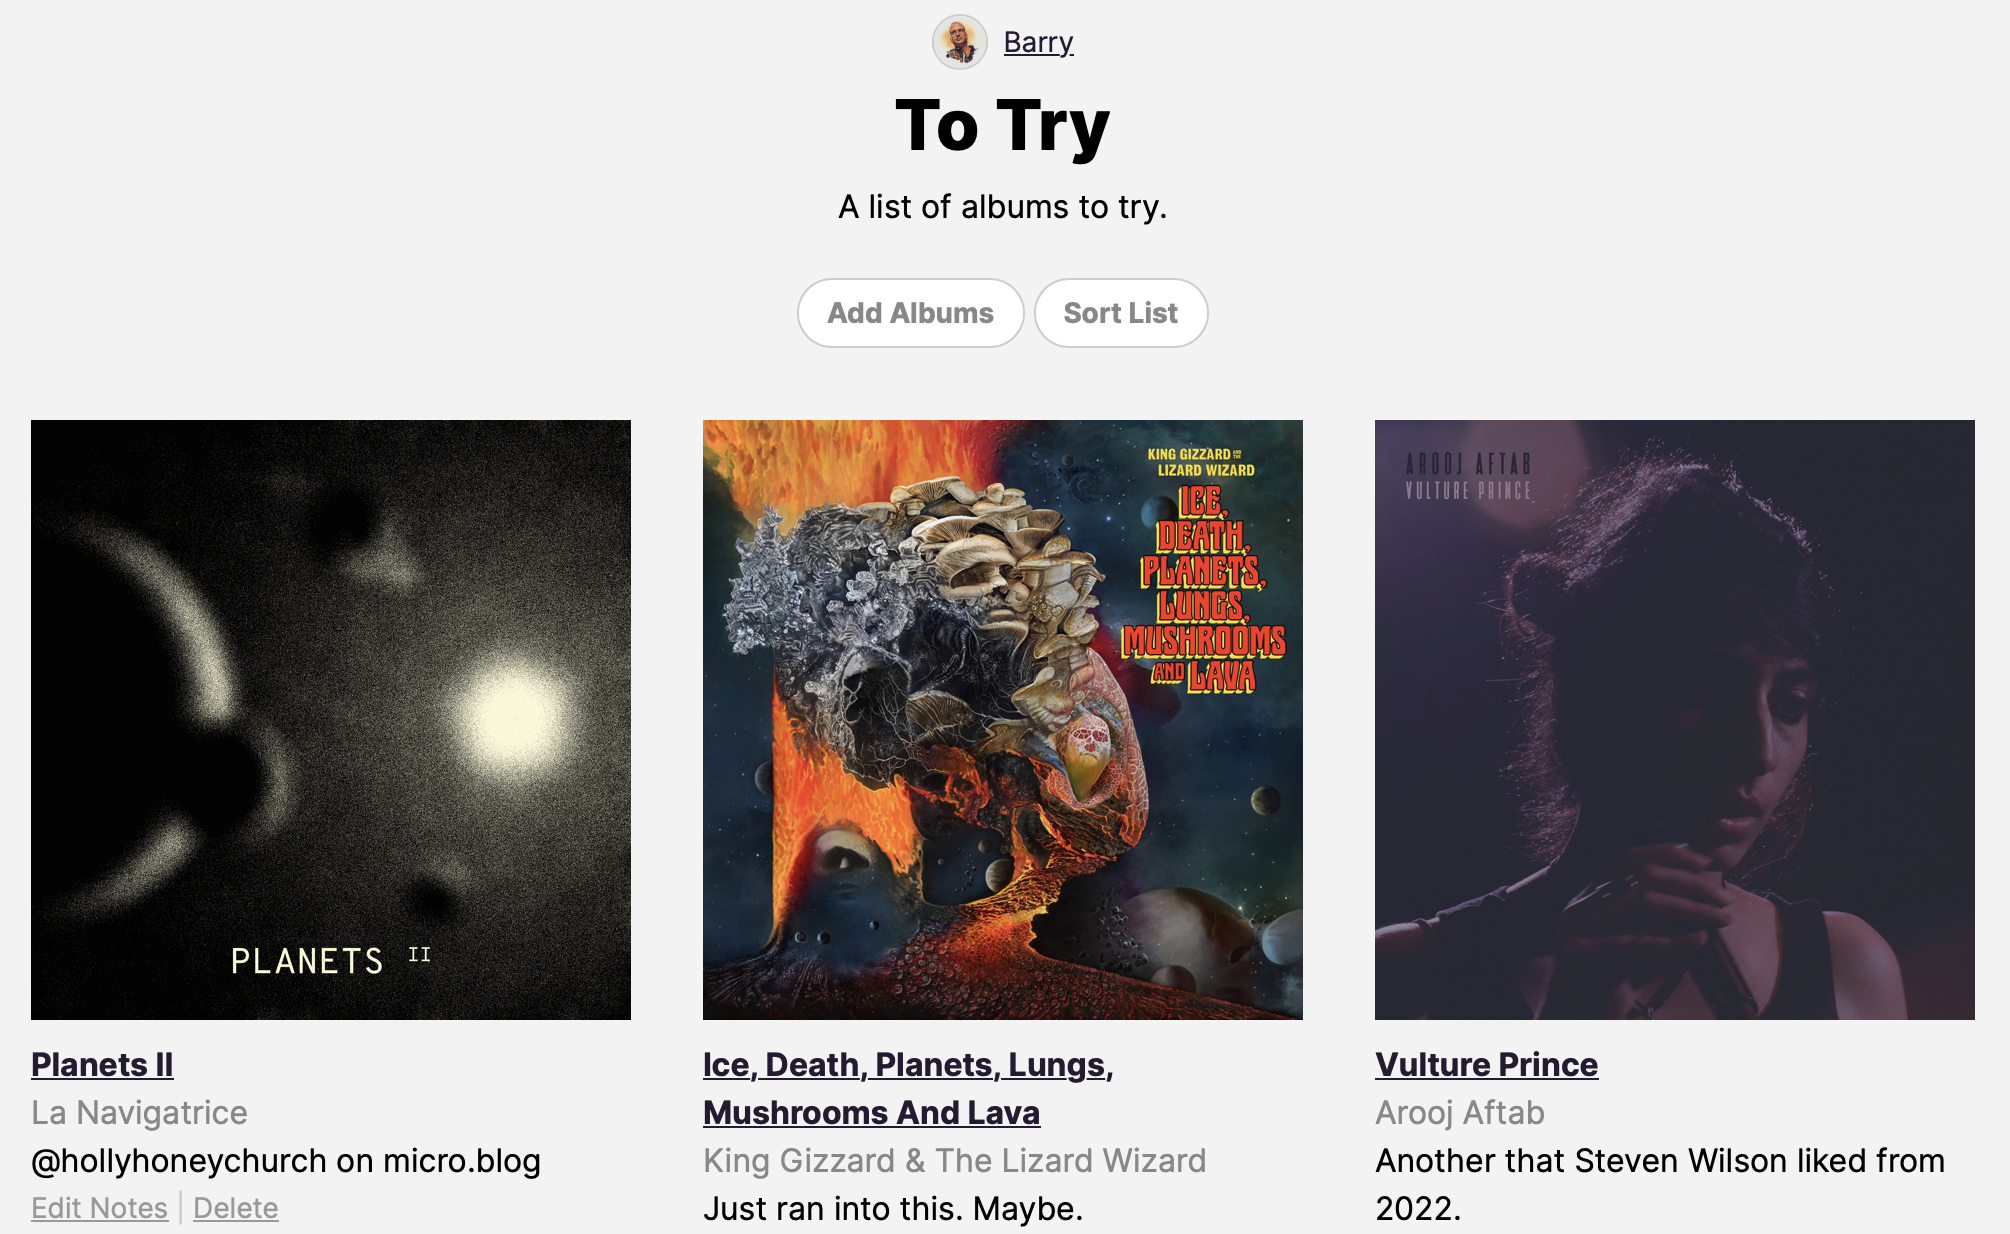 Barry
To Try
A list of albums to try.
Add Albums
Sort List
PLANETS II
Planets II
La Navigatrice
@hollyhoneychurch on micro.blog
Edit Notes | Delete
KING GIZZARD AND THE
LIZARD WIZARD
ICE,
DEATH,
PLANETS,
LUNGS,
MUSHROOMS
AND LAVA
Ice, Death, Planets, Lungs,
Mushrooms And Lava
King Gizzard & The Lizard Wizard
Just ran into this. Maybe.
AROOJ AFTAB
VULTURE PRINCE
Vulture Prince
Arooj Aftab
Another that Steven Wilson liked from
2022.